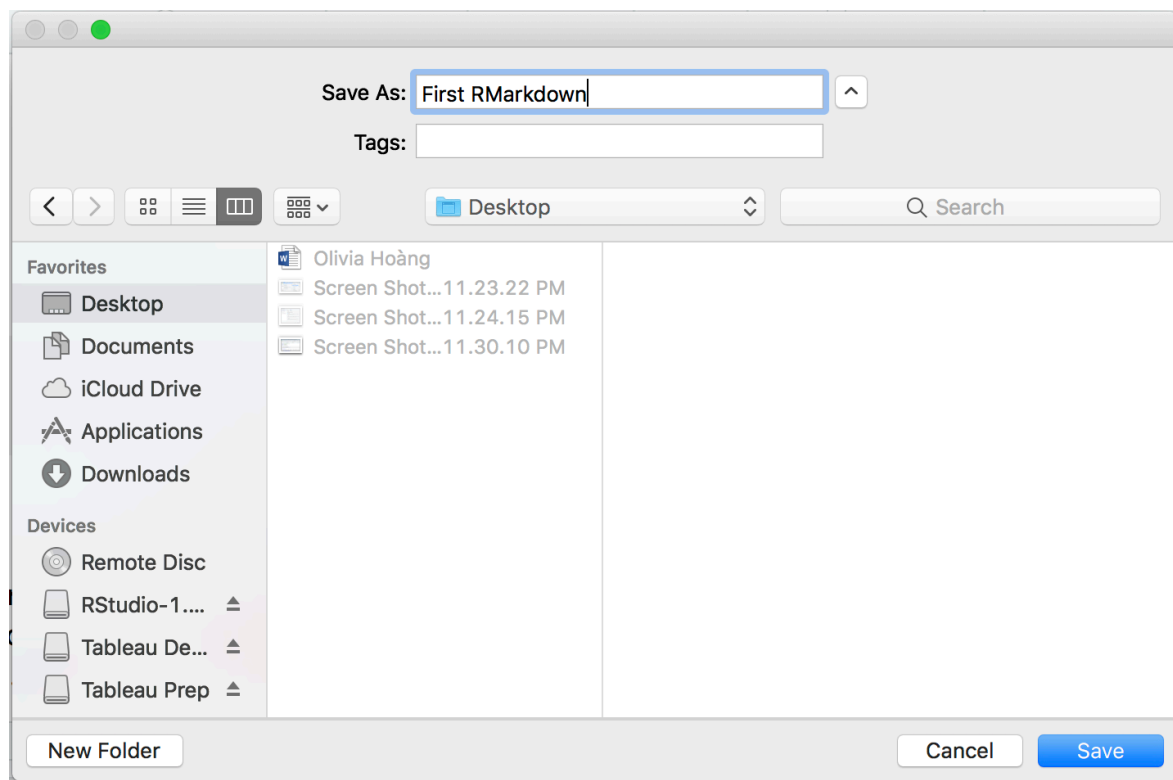 Save As: First RMarkdown
Tags:
Desktop
Search
Favorites
Desktop
Documents
iCloud Drive
Applications
Downloads
Devices
Remote Disc
RStudio-1....
Tableau De...
Tableau Prep
Olivia Hoàng
Screen Shot...11.23.22 PM
Screen Shot...11.24.15 PM
Screen Shot...11.30.10 PM
New Folder
Cancel
Save